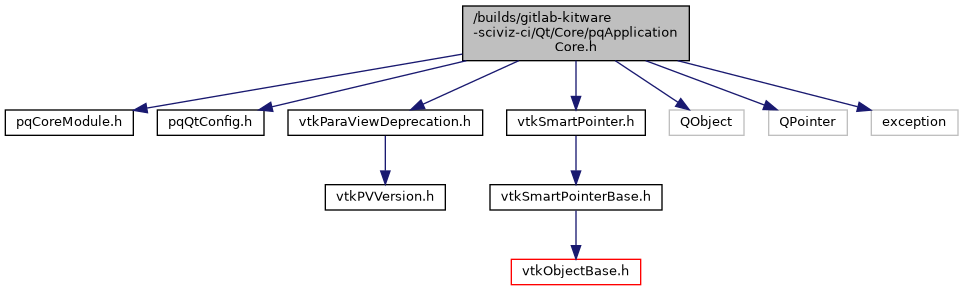 /builds/gitlab-kitware
-sciviz-ci/Qt/Core/pqApplication
Core.h
pqCoreModule.h
pqQtConfig.h
vtkParaViewDeprecation.h
vtkSmartPointer.h
QObject
QPointer
exception
vtkPVVersion.h
vtkSmartPointerBase.h
vtkObjectBase.h